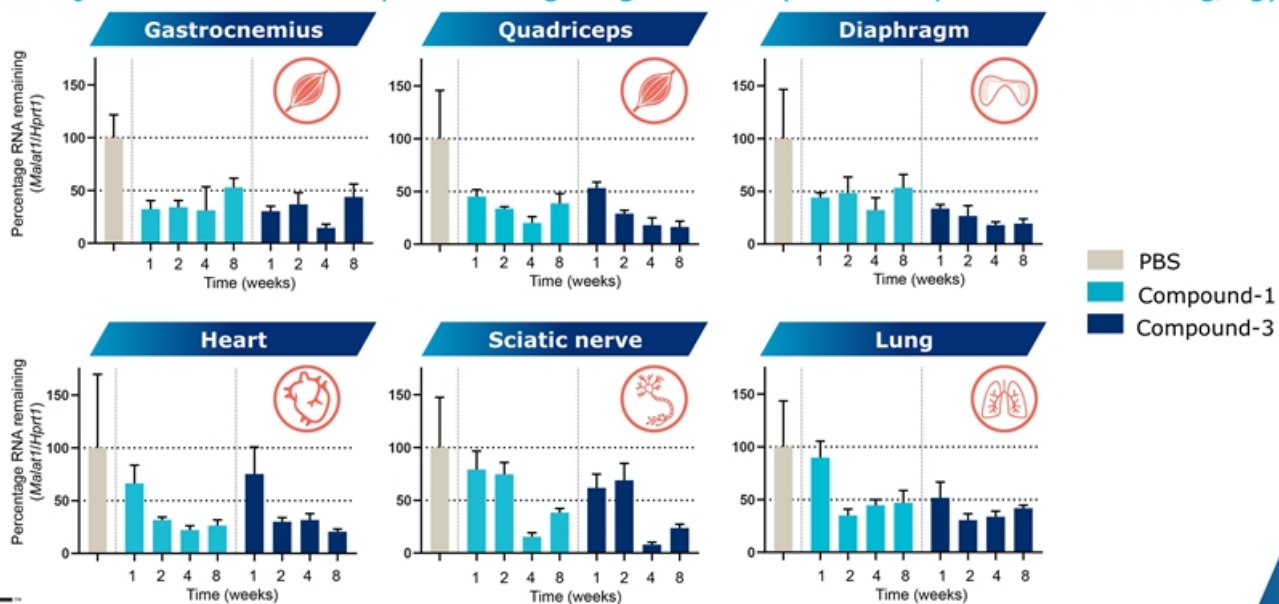 Gastrocnemius
Quadriceps
Diaphragm
Percentage RNA remaining
(Malat1/Hprt1)
150
100
50
0
1 2 4 8 1 2 4 8
Time (weeks)
150
100
50
0
1 2 4 8 1 2 4 8
Time (weeks)
150
100
50
0
1 2 4 8 1 2 4 8
Time (weeks)
PBS
Compound-1
Compound-3
Heart
Sciatic nerve
Lung
Percentage RNA remaining
(Malat1/Hprt1)
150
100
50
0
1 2 4 8 1 2 4 8
Time (weeks)
150
100
50
0
1 2 4 8 1 2 4 8
Time (weeks)
150
100
50
0
1 2 4 8 1 2 4 8
Time (weeks)